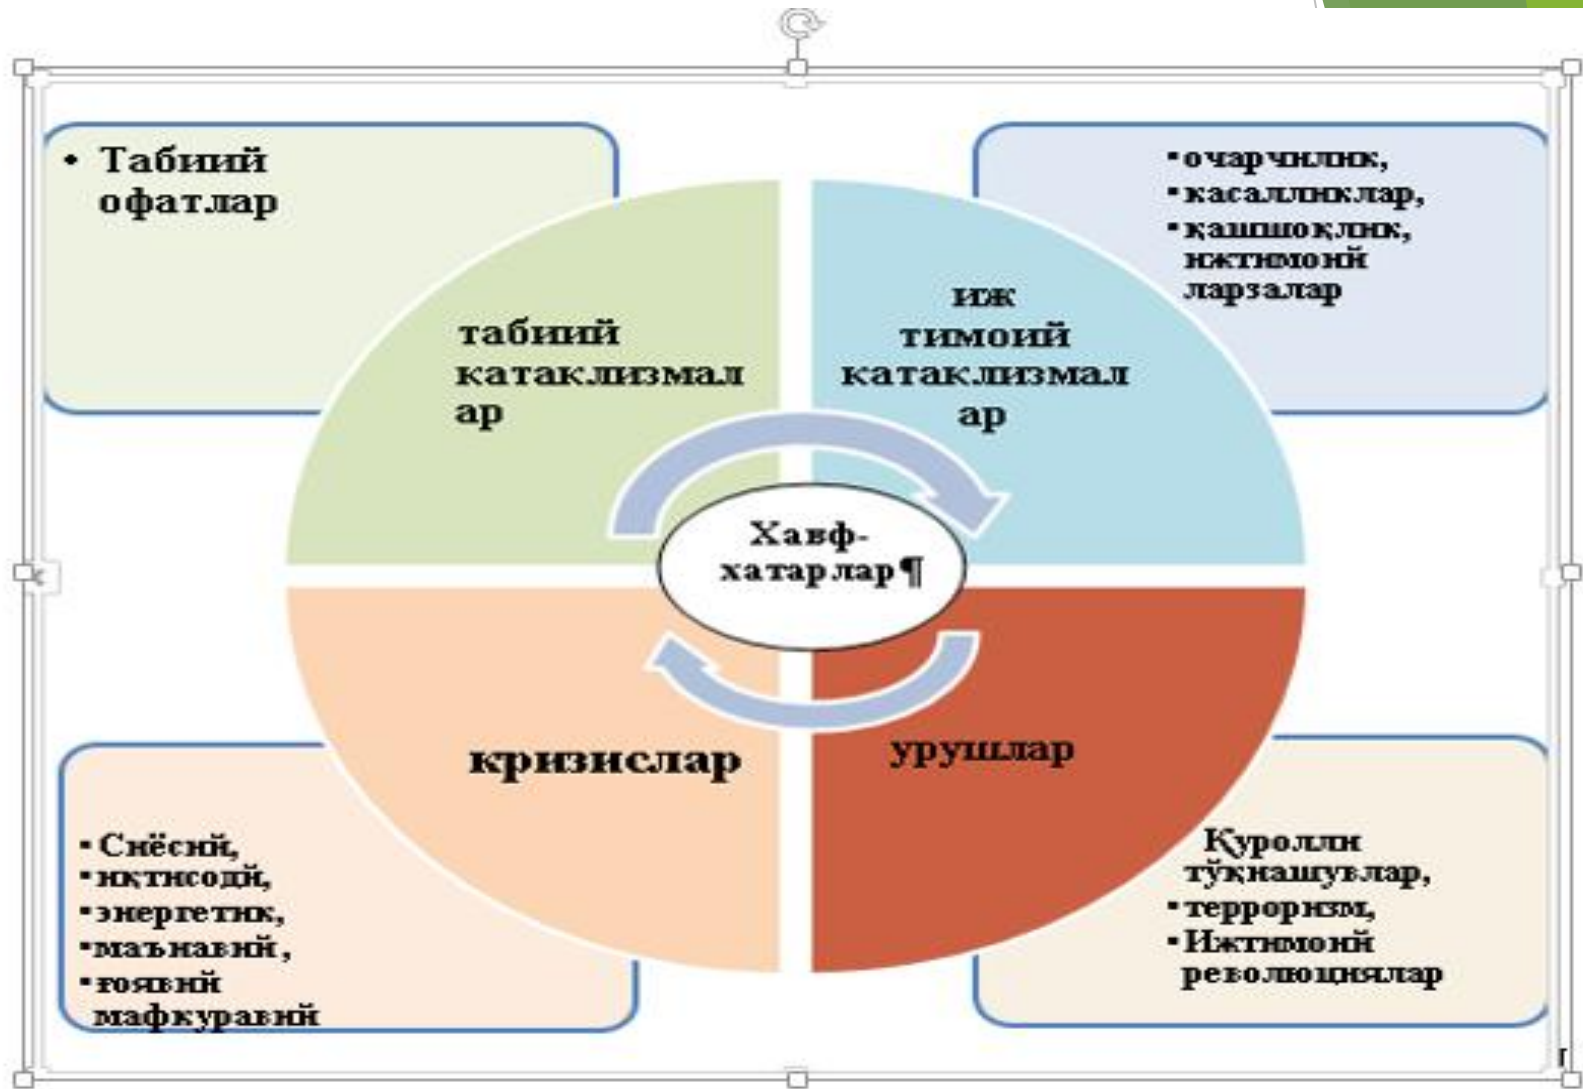 • Табиий
офатлар
▪очарчилик,
▪касалликлар,
▪қашшоқлик,
ижтимоий
ларзалар
табиий
катаклизмал
ар
иж
тимоий
катаклизмал
ар
Хавф-
хатарлар¶
кризислар
урушлар
▪Сиёсий,
▪иқтисодй,
▪энергетик,
▪маънавий,
▪ғоявий
мафкуравий
Қуролли
тўқнашувлар,
▪терроризм,
▪Ижтимоий
революциялар